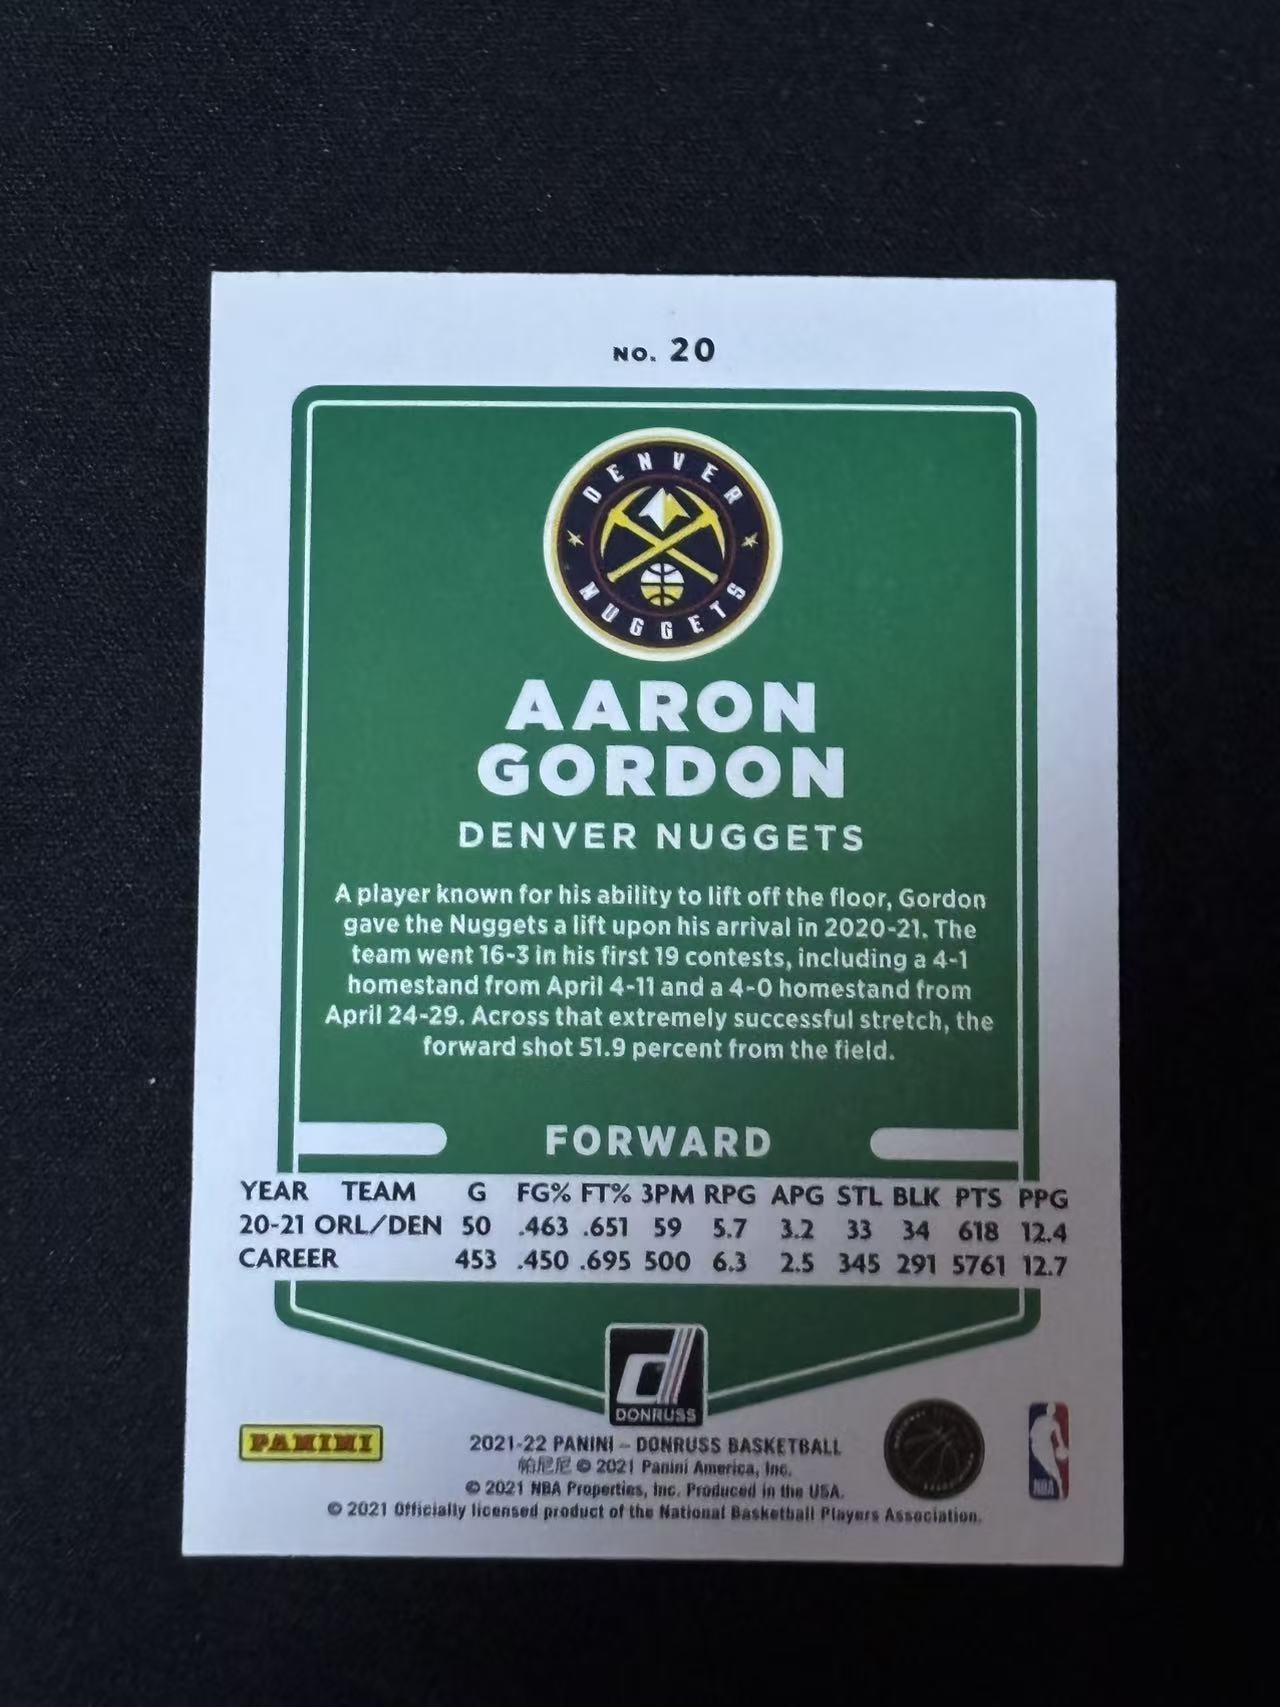 NO. 20
DENVER
NUGGETS
AARON
GORDON
DENVER NUGGETS
A player known for his ability to lift off the floor, Gordon
gave the Nuggets a lift upon his arrival in 2020-21. The
team went 16-3 in his first 19 contests, including a 4-1
homestand from April 4-11 and a 4-0 homestand from
April 24-29. Across that extremely successful stretch, the
forward shot 51.9 percent from the field.
FORWARD
YEAR TEAM G FG% FT% 3PM RPG APG STL BLK PTS PPG
20-21 ORL/DEN 50 .463 .651 59 5.7 3.2 33 34 618 12.4
CAREER 453 .450 .695 500 6.3 2.5 345 291 5761 12.7
d
DONRUSS
PANINI
2021-22 PANINI – DONRUSS BASKETBALL
帕尼尼 © 2021 Panini America, Inc.
© 2021 NBA Properties, Inc. Produced in the USA.
© 2021 Officially licensed product of the National Basketball Players Association.
NBA